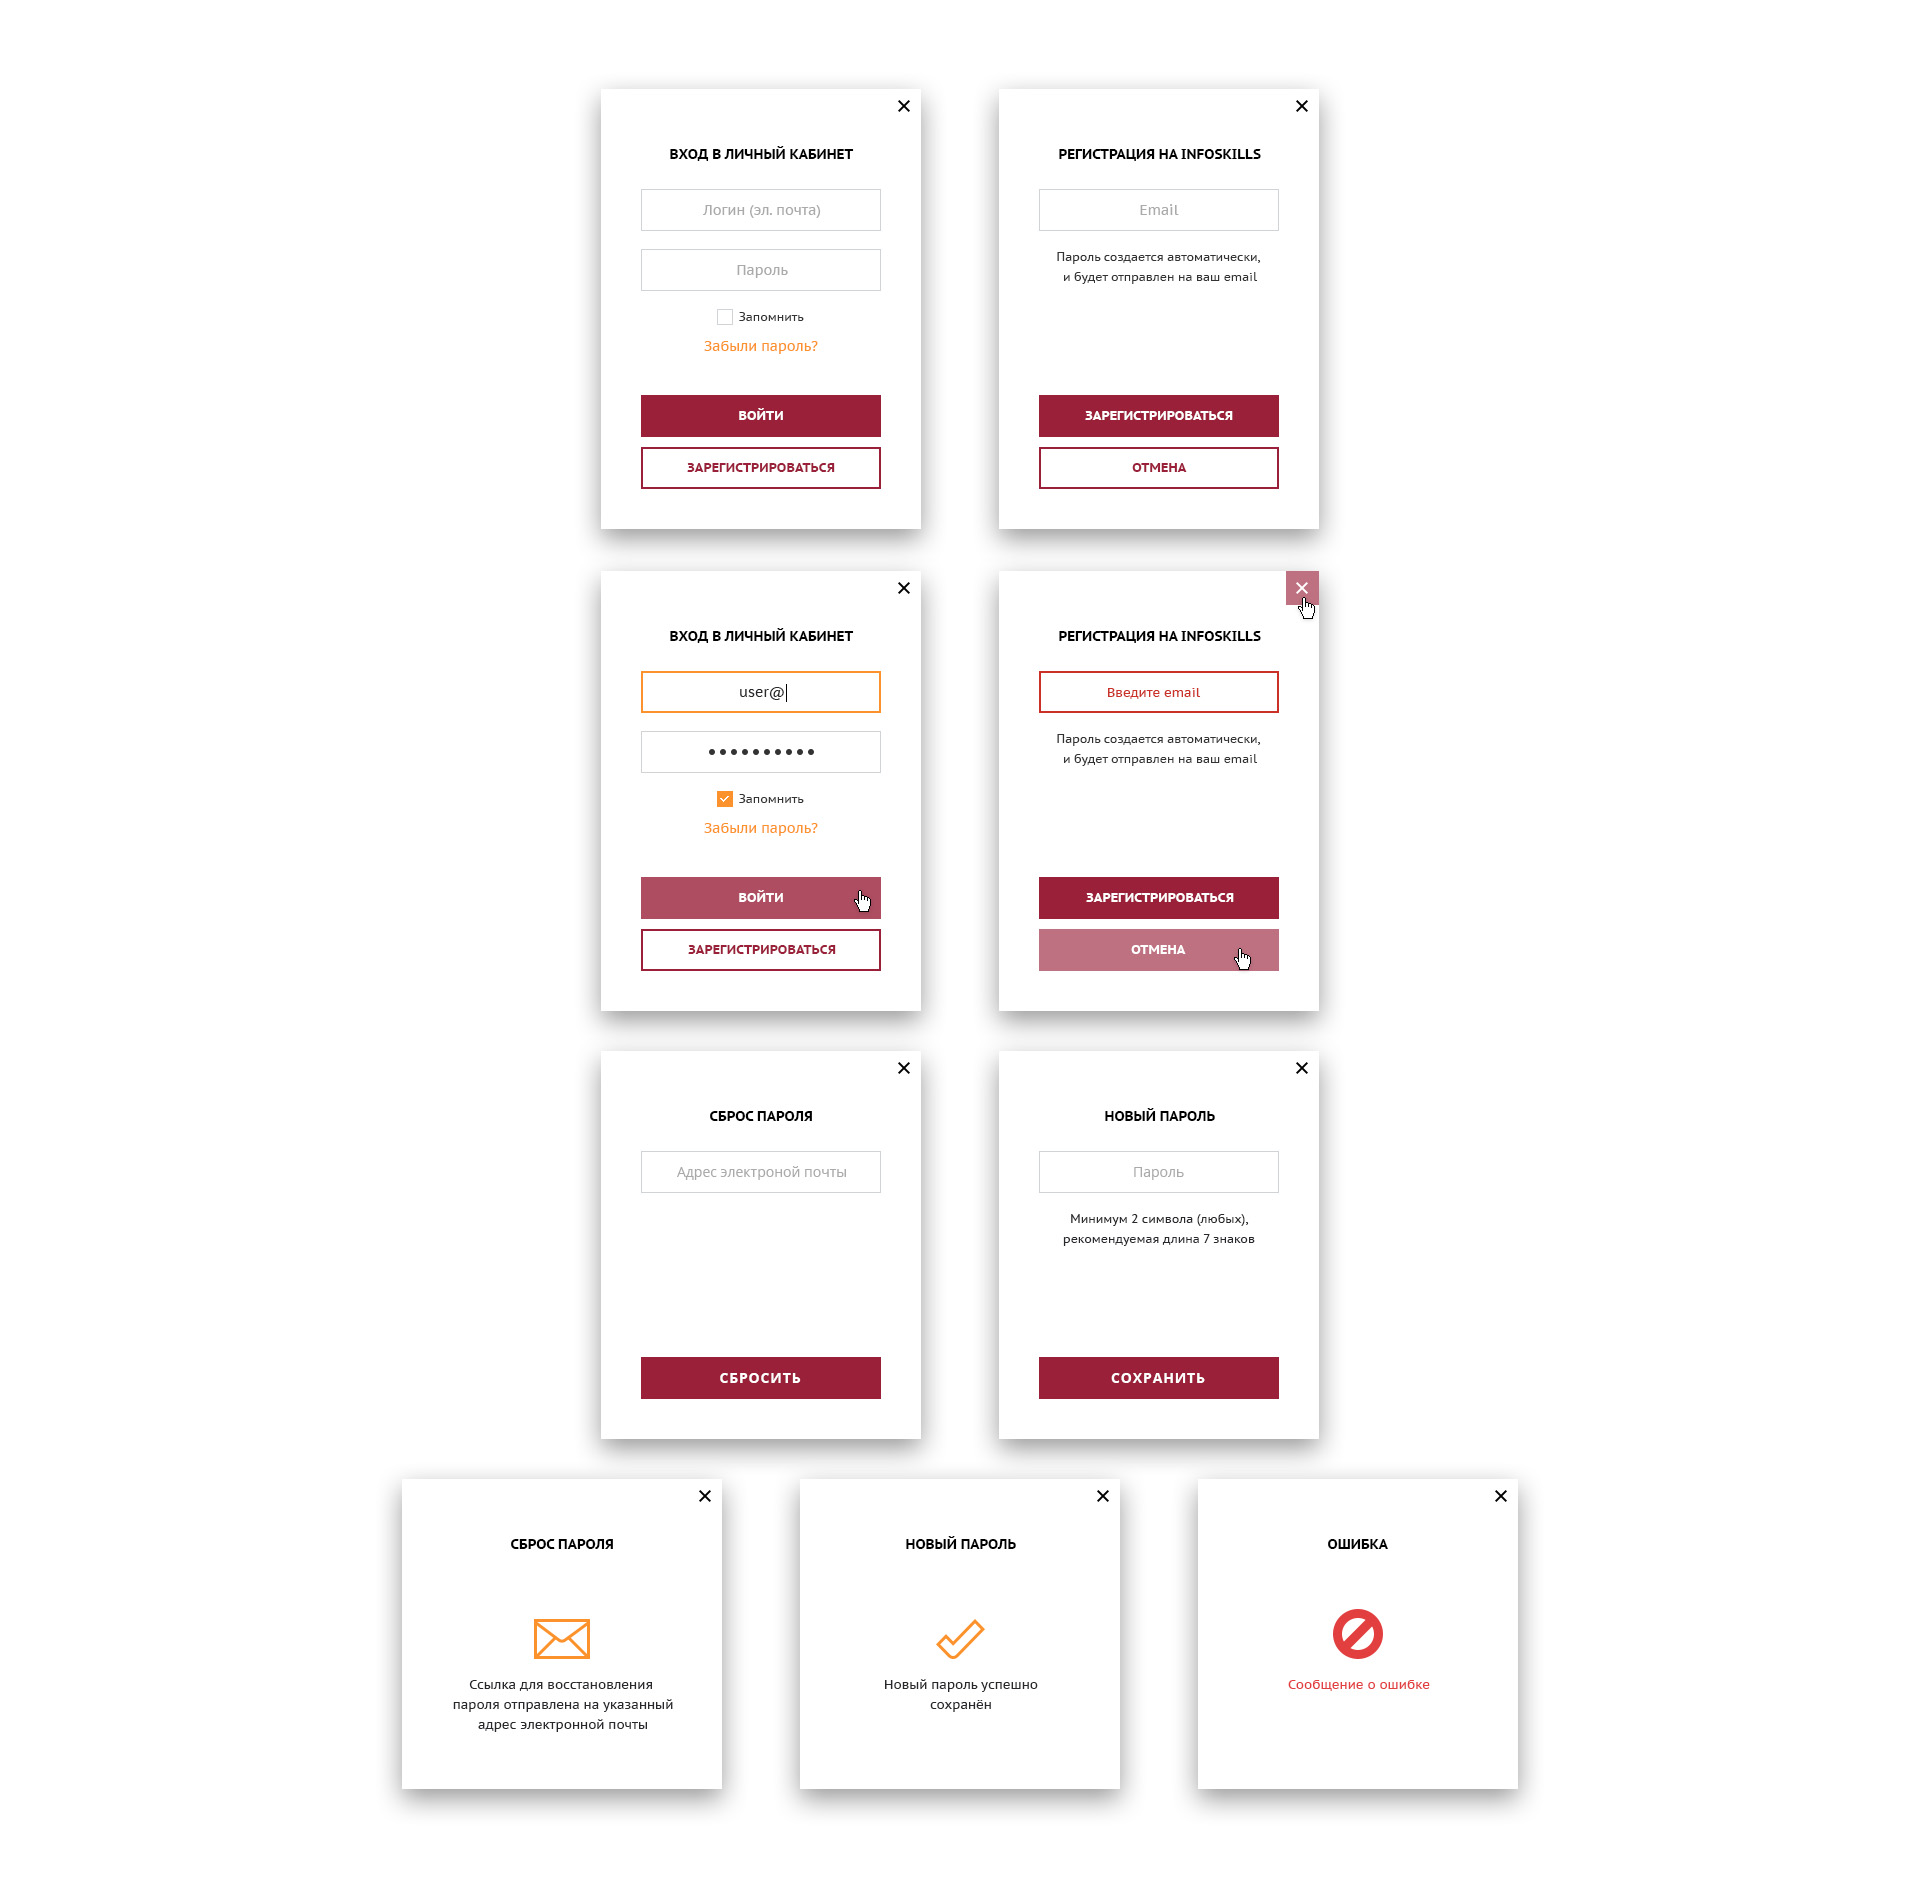 ВХОД В ЛИЧНЫЙ КАБИНЕТ
Логин (эл. почта)
Пароль
Запомнить
Забыли пароль?
ВОЙТИ
ЗАРЕГИСТРИРОВАТЬСЯ
РЕГИСТРАЦИЯ НА INFOSKILLS
Email
Пароль создается автоматически,
и будет отправлен на ваш email
ЗАРЕГИСТРИРОВАТЬСЯ
ОТМЕНА
ВХОД В ЛИЧНЫЙ КАБИНЕТ
user@
Запомнить
Забыли пароль?
ВОЙТИ
ЗАРЕГИСТРИРОВАТЬСЯ
РЕГИСТРАЦИЯ НА INFOSKILLS
Введите email
Пароль создается автоматически,
и будет отправлен на ваш email
ЗАРЕГИСТРИРОВАТЬСЯ
ОТМЕНА
СБРОС ПАРОЛЯ
Адрес электроной почты
СБРОСИТЬ
НОВЫЙ ПАРОЛЬ
Пароль
Минимум 2 символа (любых),
рекомендуемая длина 7 знаков
СОХРАНИТЬ
СБРОС ПАРОЛЯ
Ссылка для восстановления
пароля отправлена на указанный
адрес электронной почты
НОВЫЙ ПАРОЛЬ
Новый пароль успешно
сохранён
ОШИБКА
Сообщение о ошибке